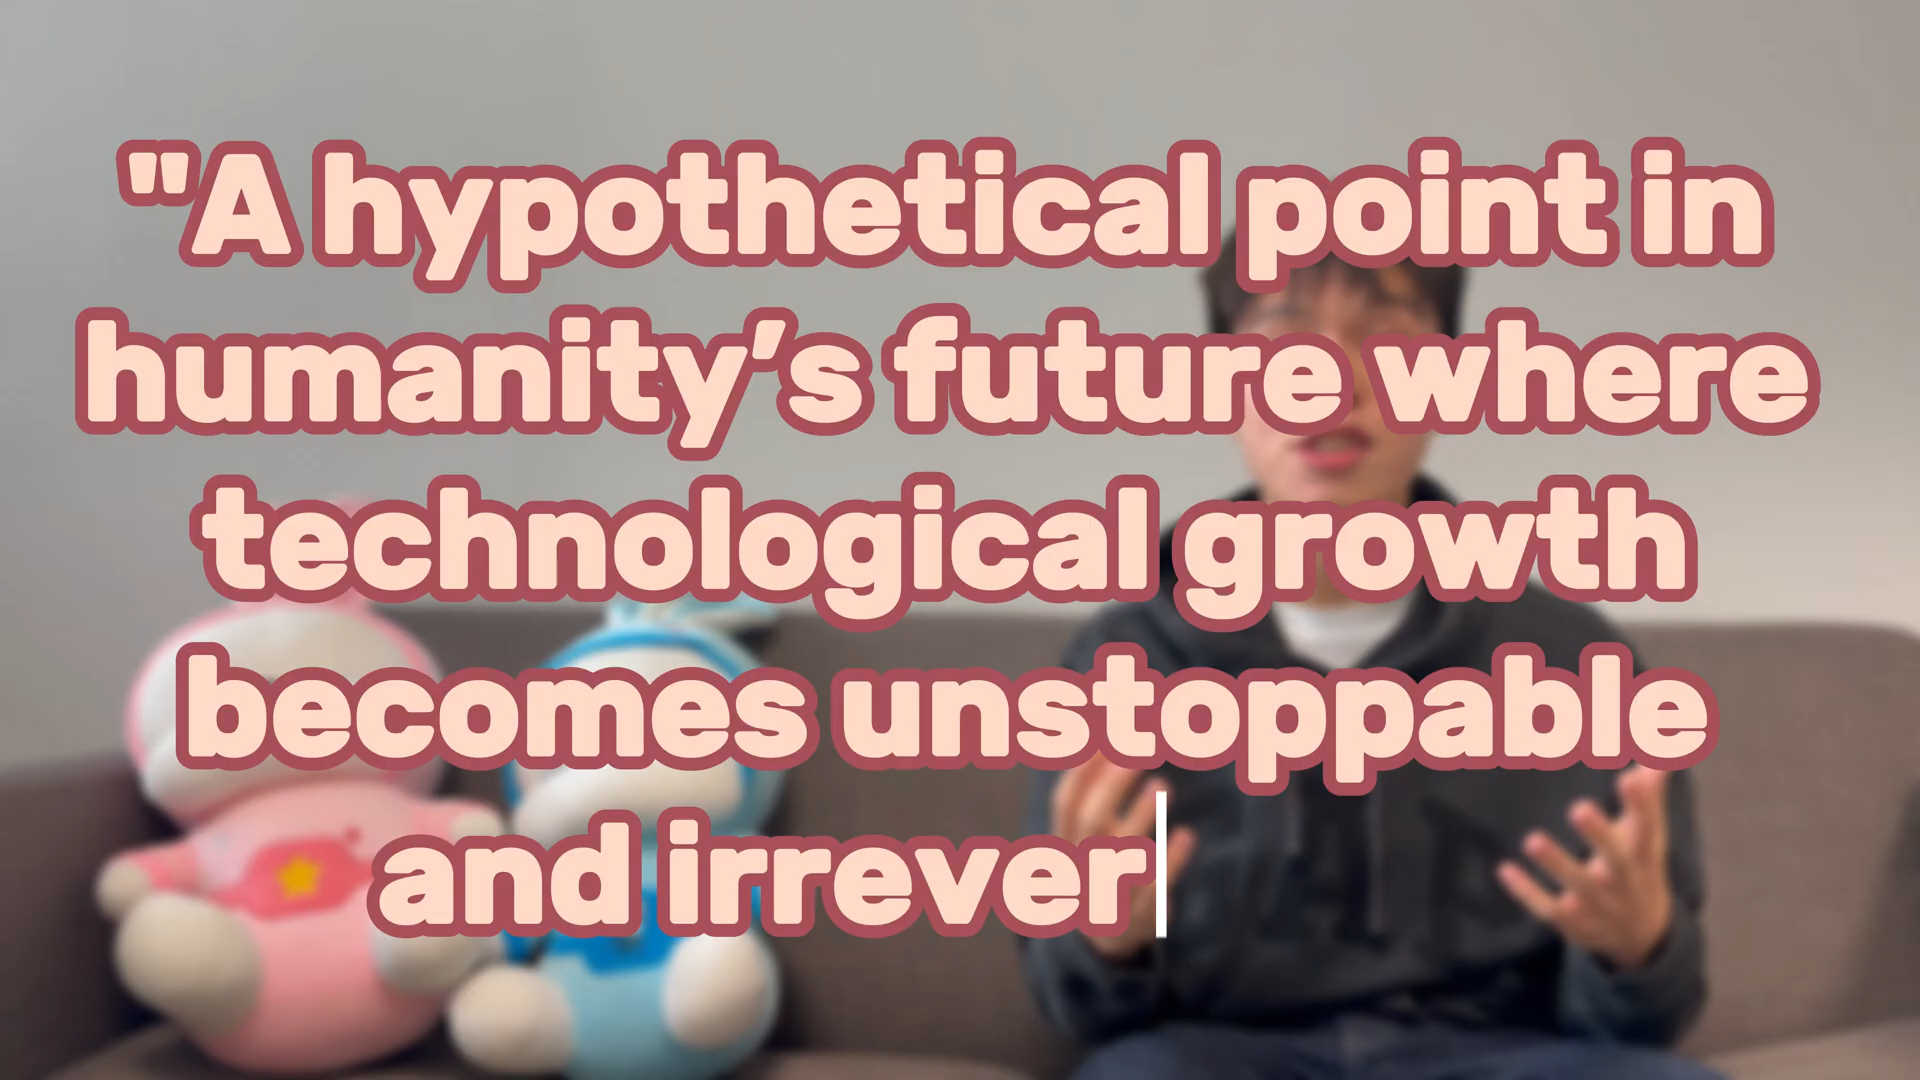 "A hypothetical point in
humanity’s future where
technological growth
becomes unstoppable
and irrever